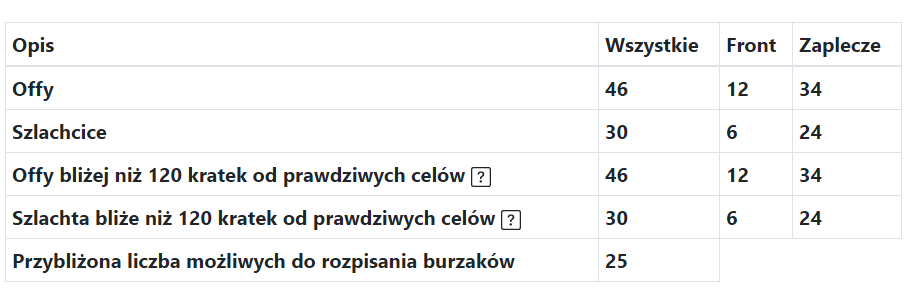 Opis Wszystkie Front Zaplecze
Offy 46 12 34
Szlachcice 30 6 24
Offy bliżej niż 120 kratek od prawdziwych celów ? 46 12 34
Szlachta bliże niż 120 kratek od prawdziwych celów ? 30 6 24
Przybliżona liczba możliwych do rozpisania burzaków 25